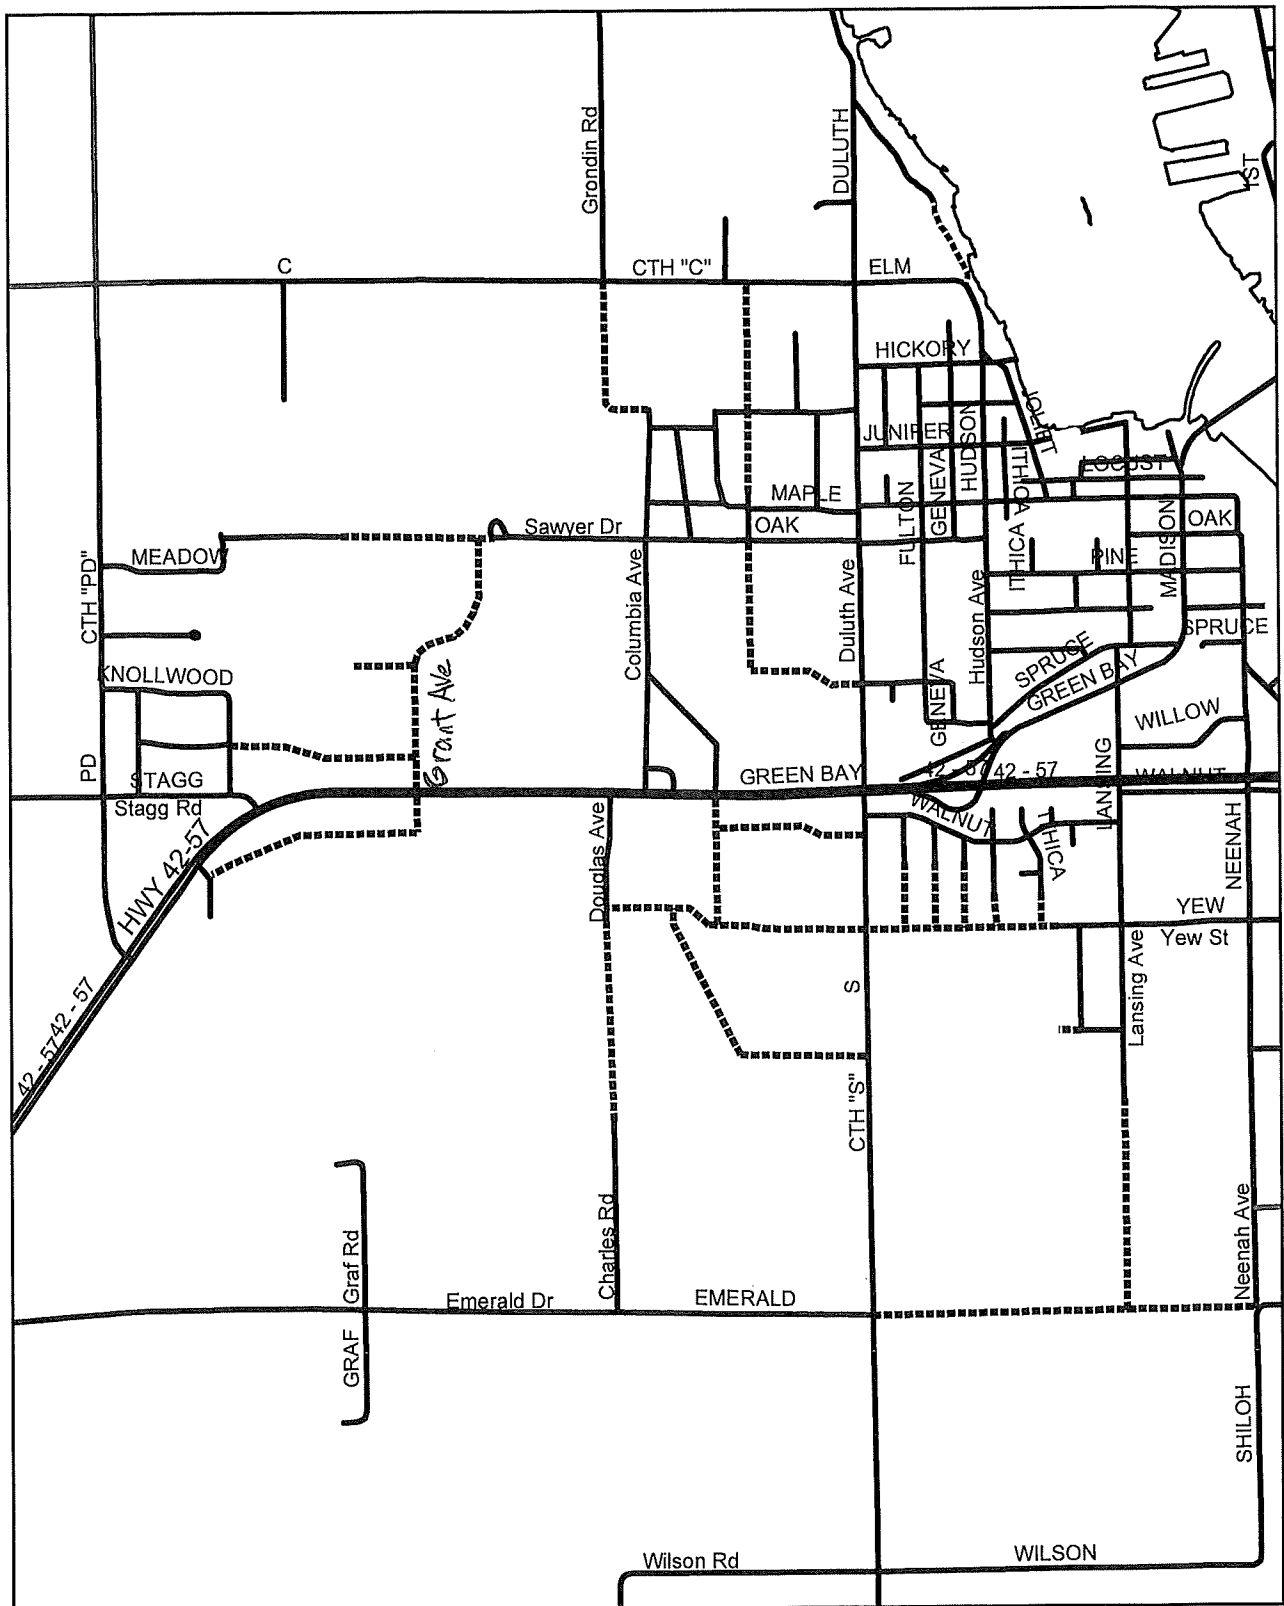 Grondin Rd
DULUTH
1ST
C
CTH "C"
ELM
HICKORY
JOLIET
JUNIPER
HUDSON
GENEVA
ITHICA
LOCUST
MAPLE
FULTON
OAK
Sawyer Dr
OAK
MADISON
ITHICA
PINE
MEADOW
CTH "PD"
Columbia Ave
Duluth Ave
Hudson Ave
SPRUCE
SPRUCE
KNOLLWOOD
Grant Ave
GENEVA
GREEN BAY
WILLOW
PD
STAGG
Stagg Rd
GREEN BAY
42 - 57
42 - 57
LANSING
WALNUT
WALNUT
HWY 42-57
Douglas Ave
ITHICA
NEENAH
YEW
Yew St
42 - 57
42 - 57
S
Lansing Ave
CTH "S"
Charles Rd
Graf Rd
Neenah Ave
Emerald Dr
EMERALD
GRAF
SHILOH
Wilson Rd
WILSON